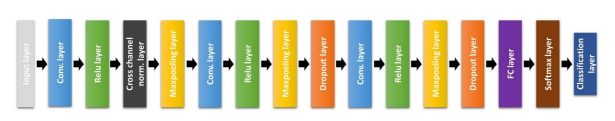 Input layer
Conv. layer
Relu layer
Cross channel
norm. layer
Maxpooling layer
Conv. layer
Relu layer
Maxpooling layer
Dropout layer
Conv. layer
Relu layer
Maxpooling layer
Dropout layer
FC layer
Softmax layer
Classification
layer